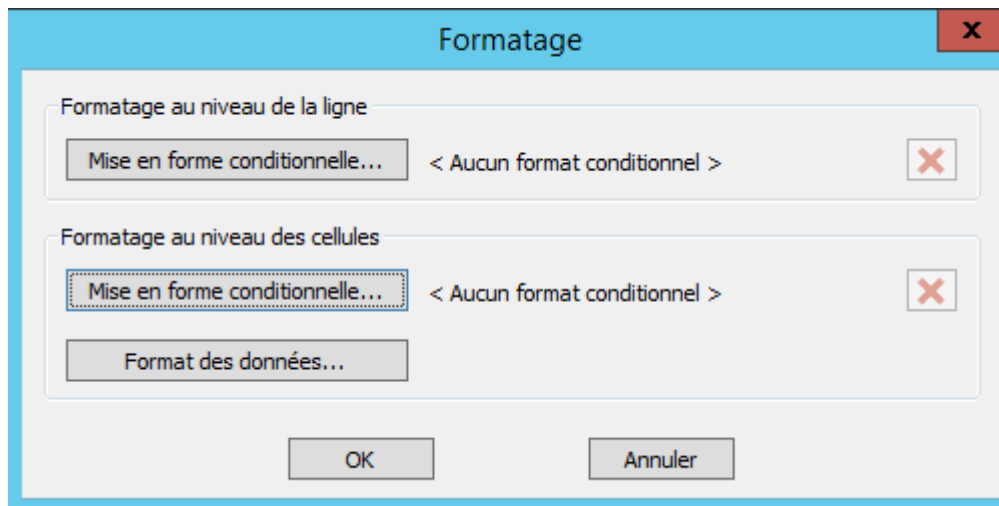 Formatage
x
Formatage au niveau de la ligne
Mise en forme conditionnelle... < Aucun format conditionnel >
Formatage au niveau des cellules
Mise en forme conditionnelle... < Aucun format conditionnel >
Format des données...
OK Annuler